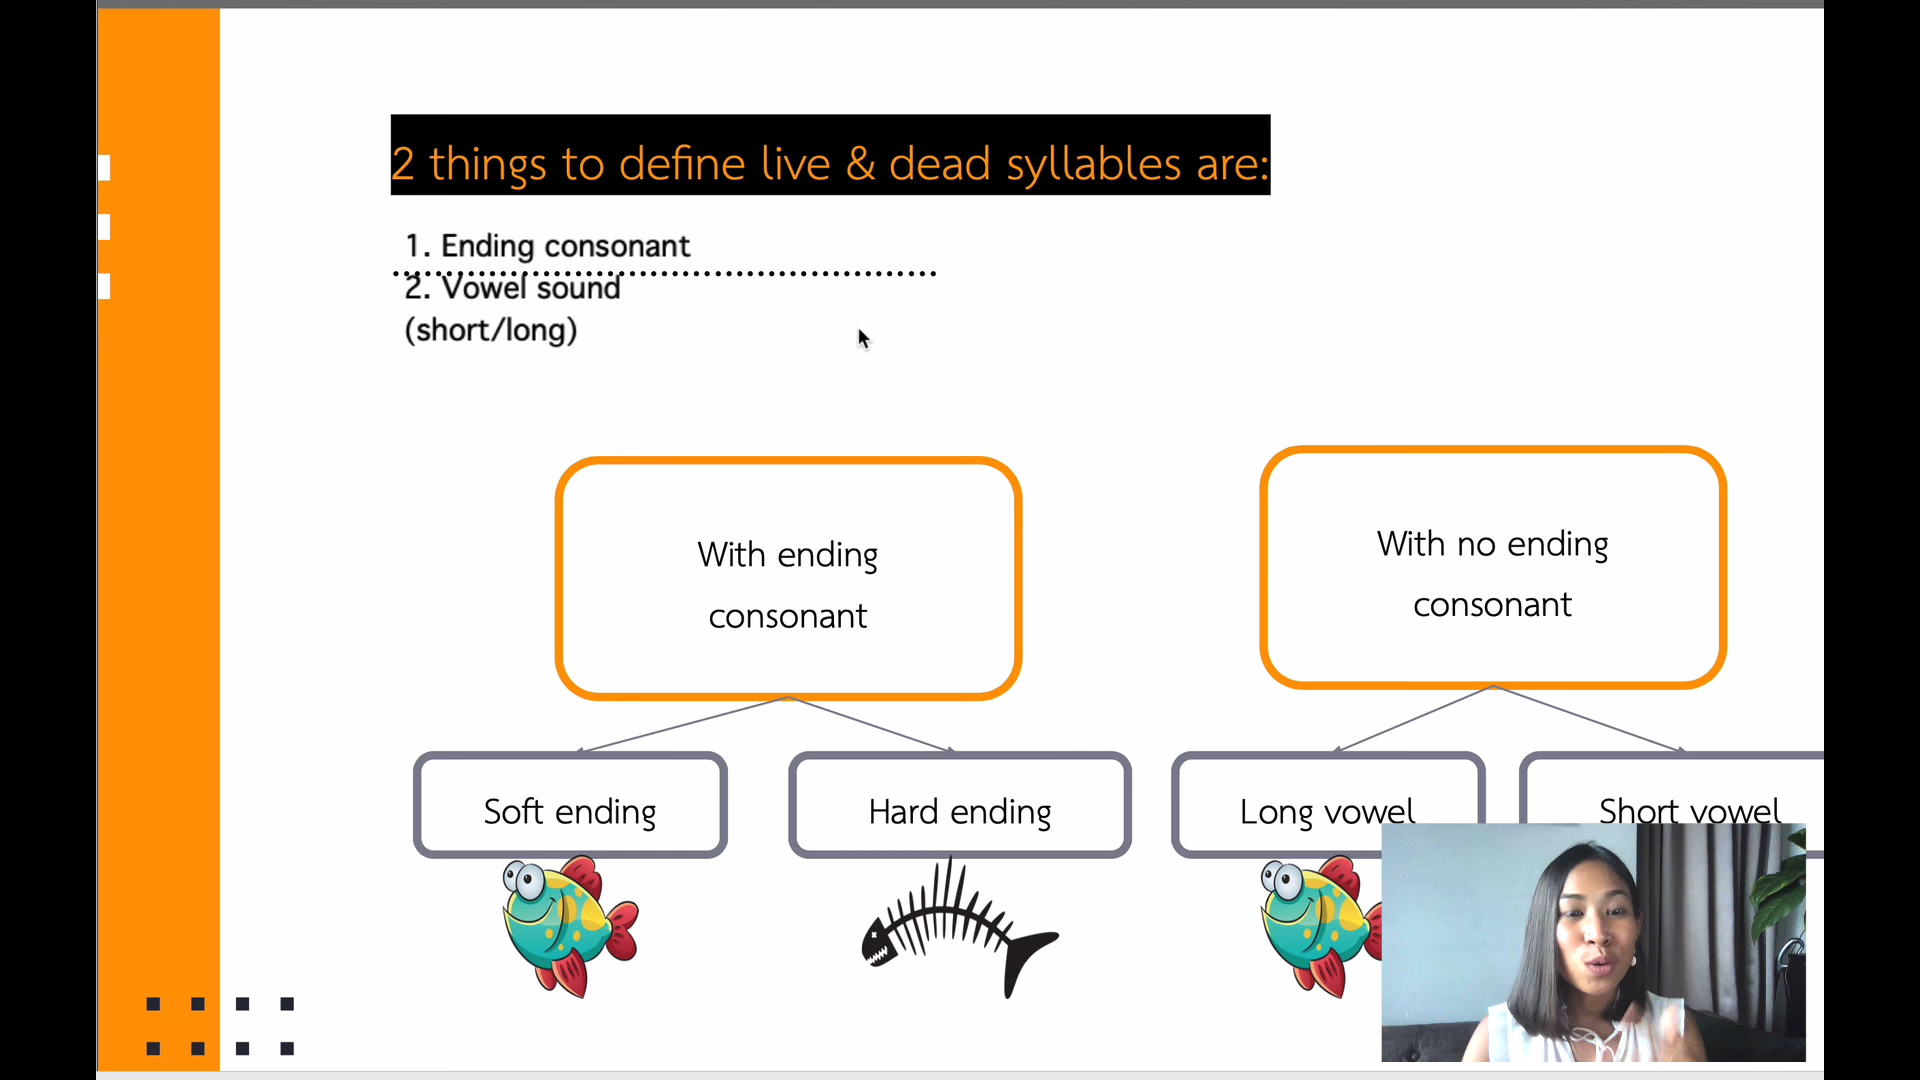 2 things to define live & dead syllables are:
1. Ending consonant
2. Vowel sound
(short/long)
With ending
consonant
With no ending
consonant
Soft ending
Hard ending
Long vowel
Short vowel